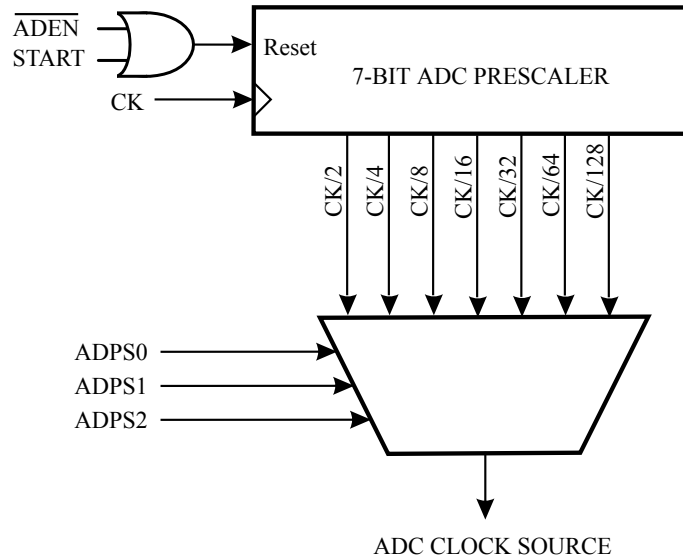 ADEN
START
Reset
7-BIT ADC PRESCALER
CK
CK/2
CK/4
CK/8
CK/16
CK/32
CK/64
CK/128
ADPS0
ADPS1
ADPS2
ADC CLOCK SOURCE